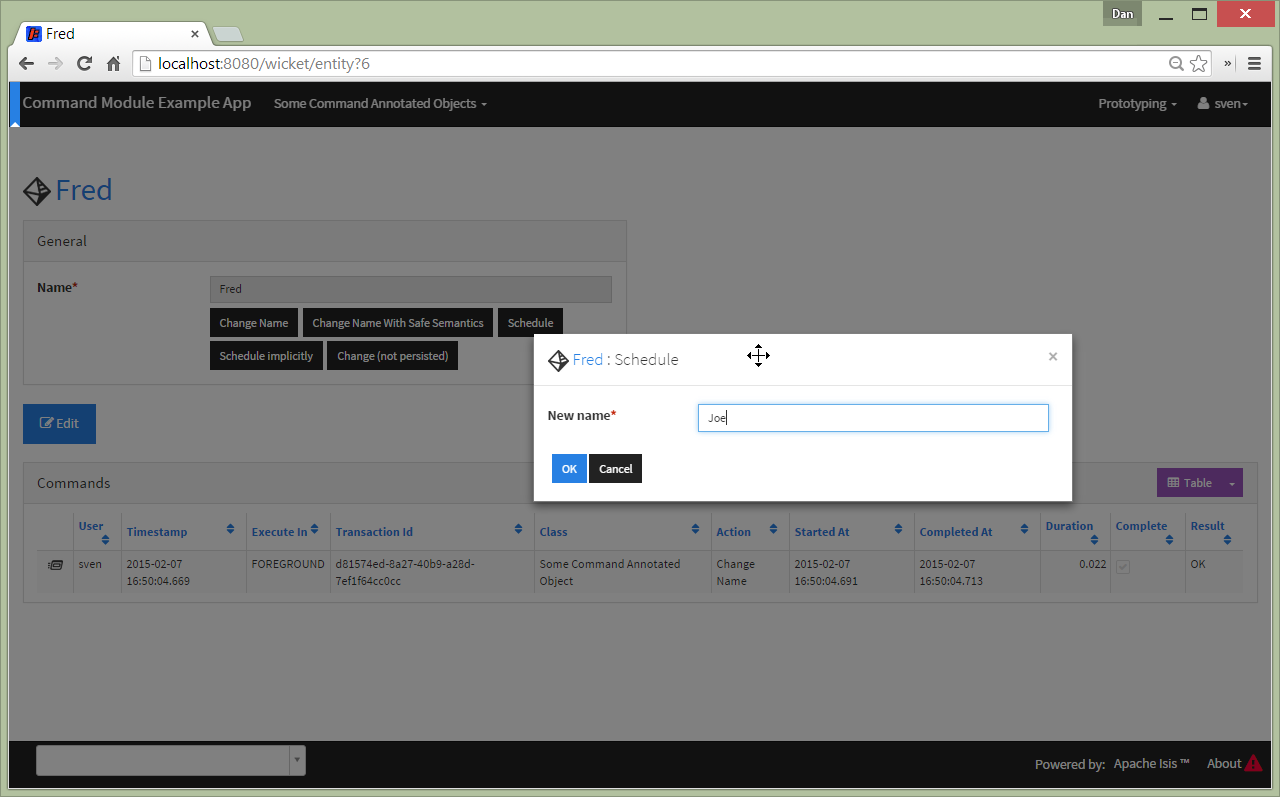 Dan
Fred
localhost:8080/wicket/entity?6
Command Module Example App Some Command Annotated Objects Prototyping sven
Fred
General
Name* Fred
Change Name Change Name With Safe Semantics Schedule
Schedule implicitly Change (not persisted)
Fred : Schedule ×
New name* Joe
OK Cancel
Edit
Commands Table
User Timestamp Execute In Transaction Id Class Action Started At Completed At Duration Complete Result
sven 2015-02-07 FOREGROUND d81574ed-8a27-40b9-a28d- Some Command Annotated Change 2015-02-07 2015-02-07 0.022 OK
16:50:04.669 7ef1f64cc0cc Object Name 16:50:04.691 16:50:04.713
Powered by: Apache Isis ™ About